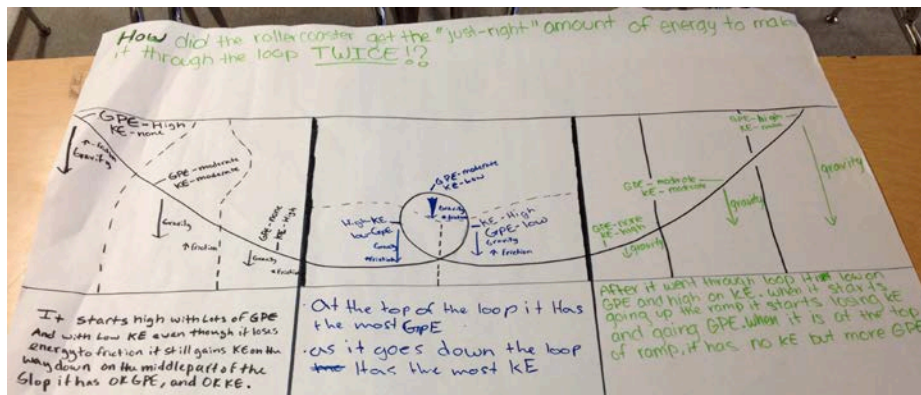 How did the rollercoaster get the "just-right" amount of energy to make
it through the loop TWICE!?
GPE-High
KE-none
↑ friction
Gravity
GPE-moderate
KE-moderate
Gravity
↑ friction
GPE-none
KE-High
Gravity
It starts high with Lots of GPE
And with Low KE even though it loses
energy to friction it still gains KE on the
way down on the middle part of the
Slop it has OK GPE, and OK KE.
GPE-moderate
KE-Low
Gravity
High KE
low GPE
Gravity
friction
KE-High
GPE-low
Gravity
↑ friction
· At the top of the loop it Has
the most GPE
· as it goes down the loop
Has the most KE
GPE-high
KE-none
gravity
GPE-moderate
KE-moderate
gravity
GPE-none
KE-high
gravity
After it went through loop it low on
GPE and high on KE. when it starts
going up the ramp it starts losing KE
and going GPE. when it is at the top
of ramp, it has no KE but more GPE